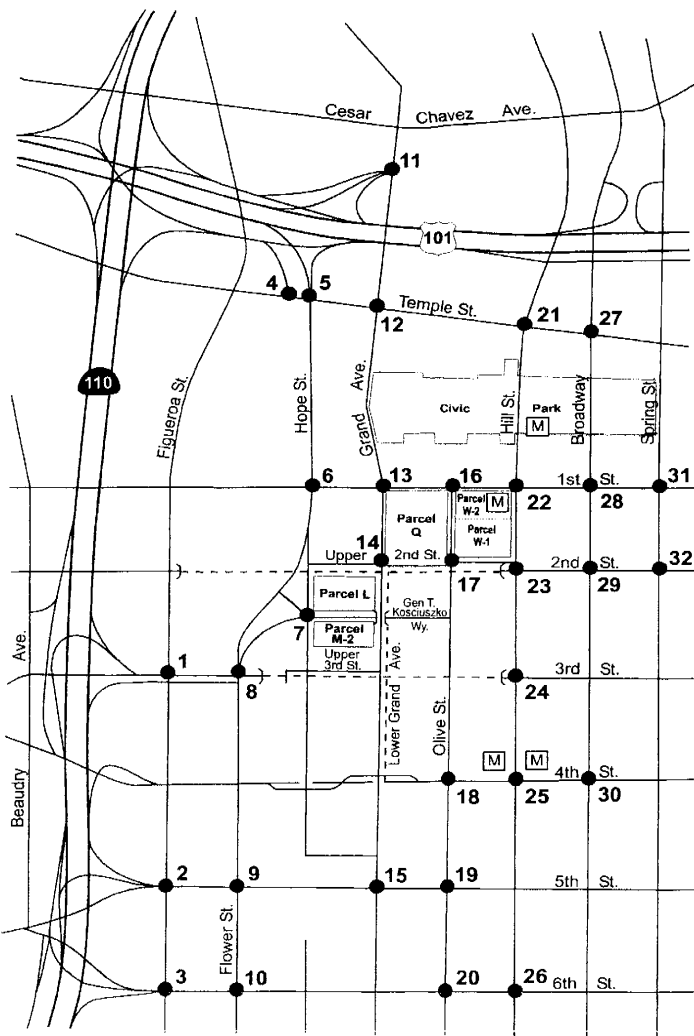 Cesar Chavez Ave.
11
101
4
5
Temple St.
12
21
27
110
Figueroa St.
Hope St.
Grand Ave.
Civic Park
Hill St.
M
Broadway
Spring St.
6
13
16
22
1st St.
28
31
Parcel
W-2
M
Parcel
Q
Parcel
W-1
14
Upper 2nd St.
17
23
2nd St.
29
32
Parcel L
Gen T.
Kosciuszko
Wy.
7
Parcel
M-2
Upper
3rd St.
1
8
3rd St.
24
Lower Grand Ave.
Olive St.
Beaudry Ave.
M
M
4th St.
18
25
30
2
9
15
19
5th St.
Flower St.
3
10
20
26
6th St.